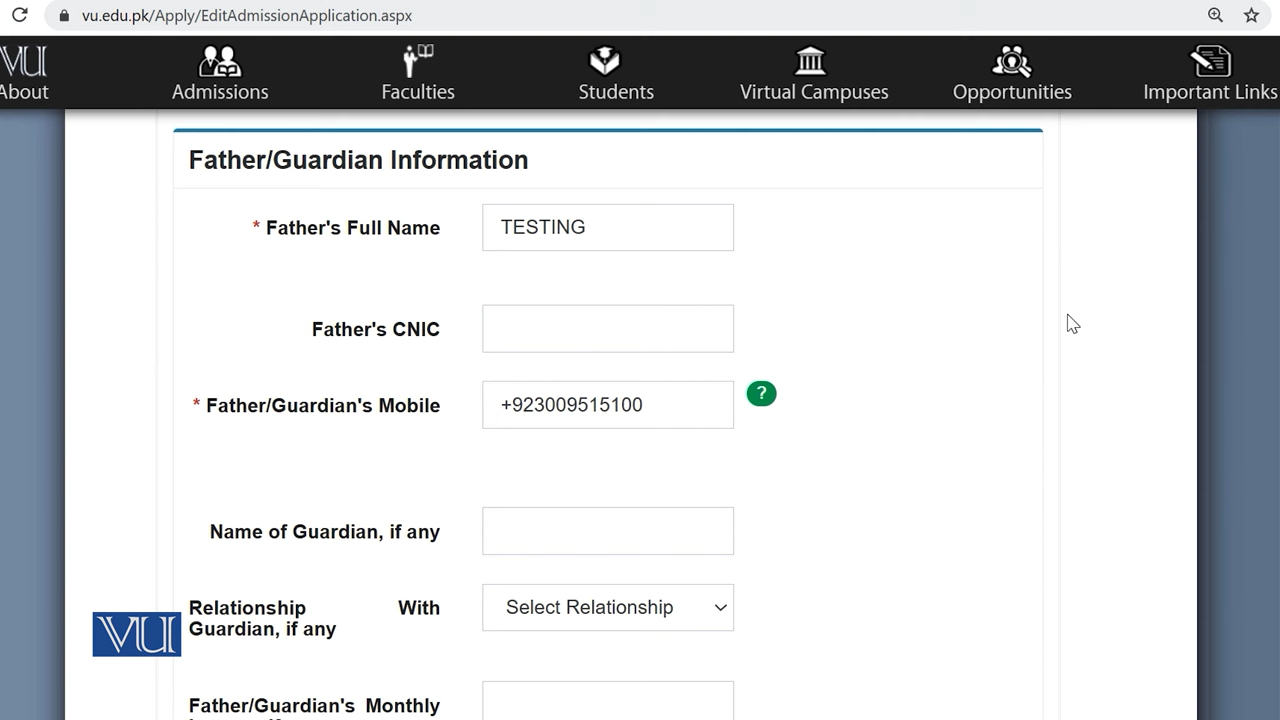 vu.edu.pk/Apply/EditAdmissionApplication.aspx
VU
About
Admissions
Faculties
Students
Virtual Campuses
Opportunities
Important Links
Father/Guardian Information
* Father's Full Name
TESTING
Father's CNIC
* Father/Guardian's Mobile
+923009515100
?
Name of Guardian, if any
Relationship With
Guardian, if any
Select Relationship
VU
Father/Guardian's Monthly